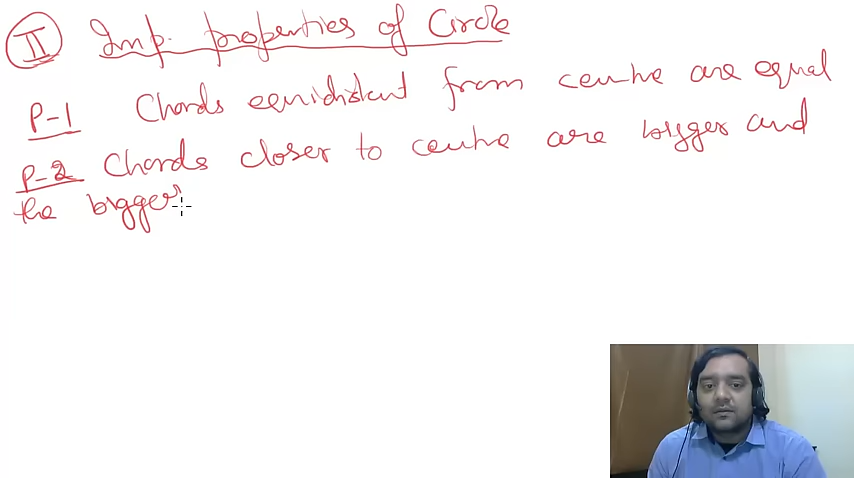 II Imp. properties of Circle
P-1 Chords equidistant from centre are equal
P-2 Chords closer to centre are bigger and
the bigger